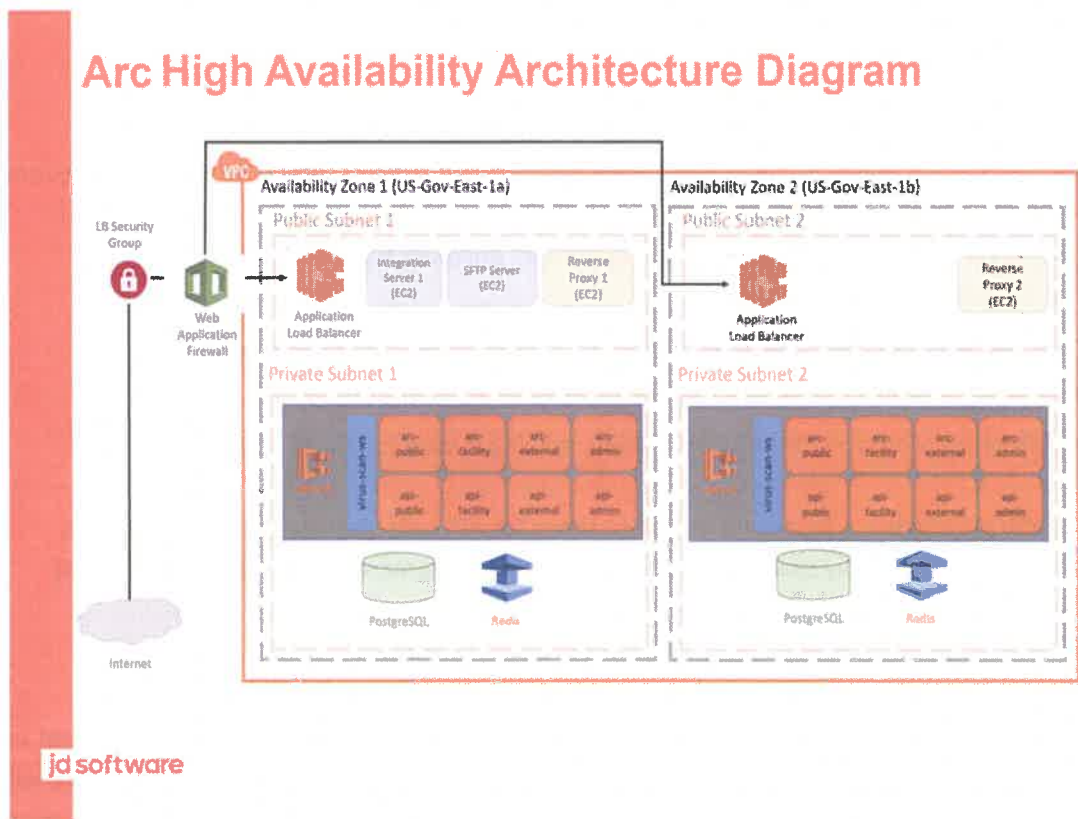 Arc High Availability Architecture Diagram
VPC
Availability Zone 1 (US-Gov-East-1a)
Availability Zone 2 (US-Gov-East-1b)
Public Subnet 1
Public Subnet 2
LB Security
Group
Integration
Server 1
(EC2)
SFTP Server
(EC2)
Reverse
Proxy 1
(EC2)
Reverse
Proxy 2
(EC2)
Web
Application
Firewall
Application
Load Balancer
Application
Load Balancer
Private Subnet 1
Private Subnet 2
virus-scan-ws
arc-
public
arc-
facility
arc-
external
arc-
admin
api-
public
api-
facility
api-
external
api-
admin
virus-scan-ws
arc-
public
arc-
facility
arc-
external
arc-
admin
api-
public
api-
facility
api-
external
api-
admin
PostgreSQL
Redis
PostgreSQL
Redis
Internet
jd software